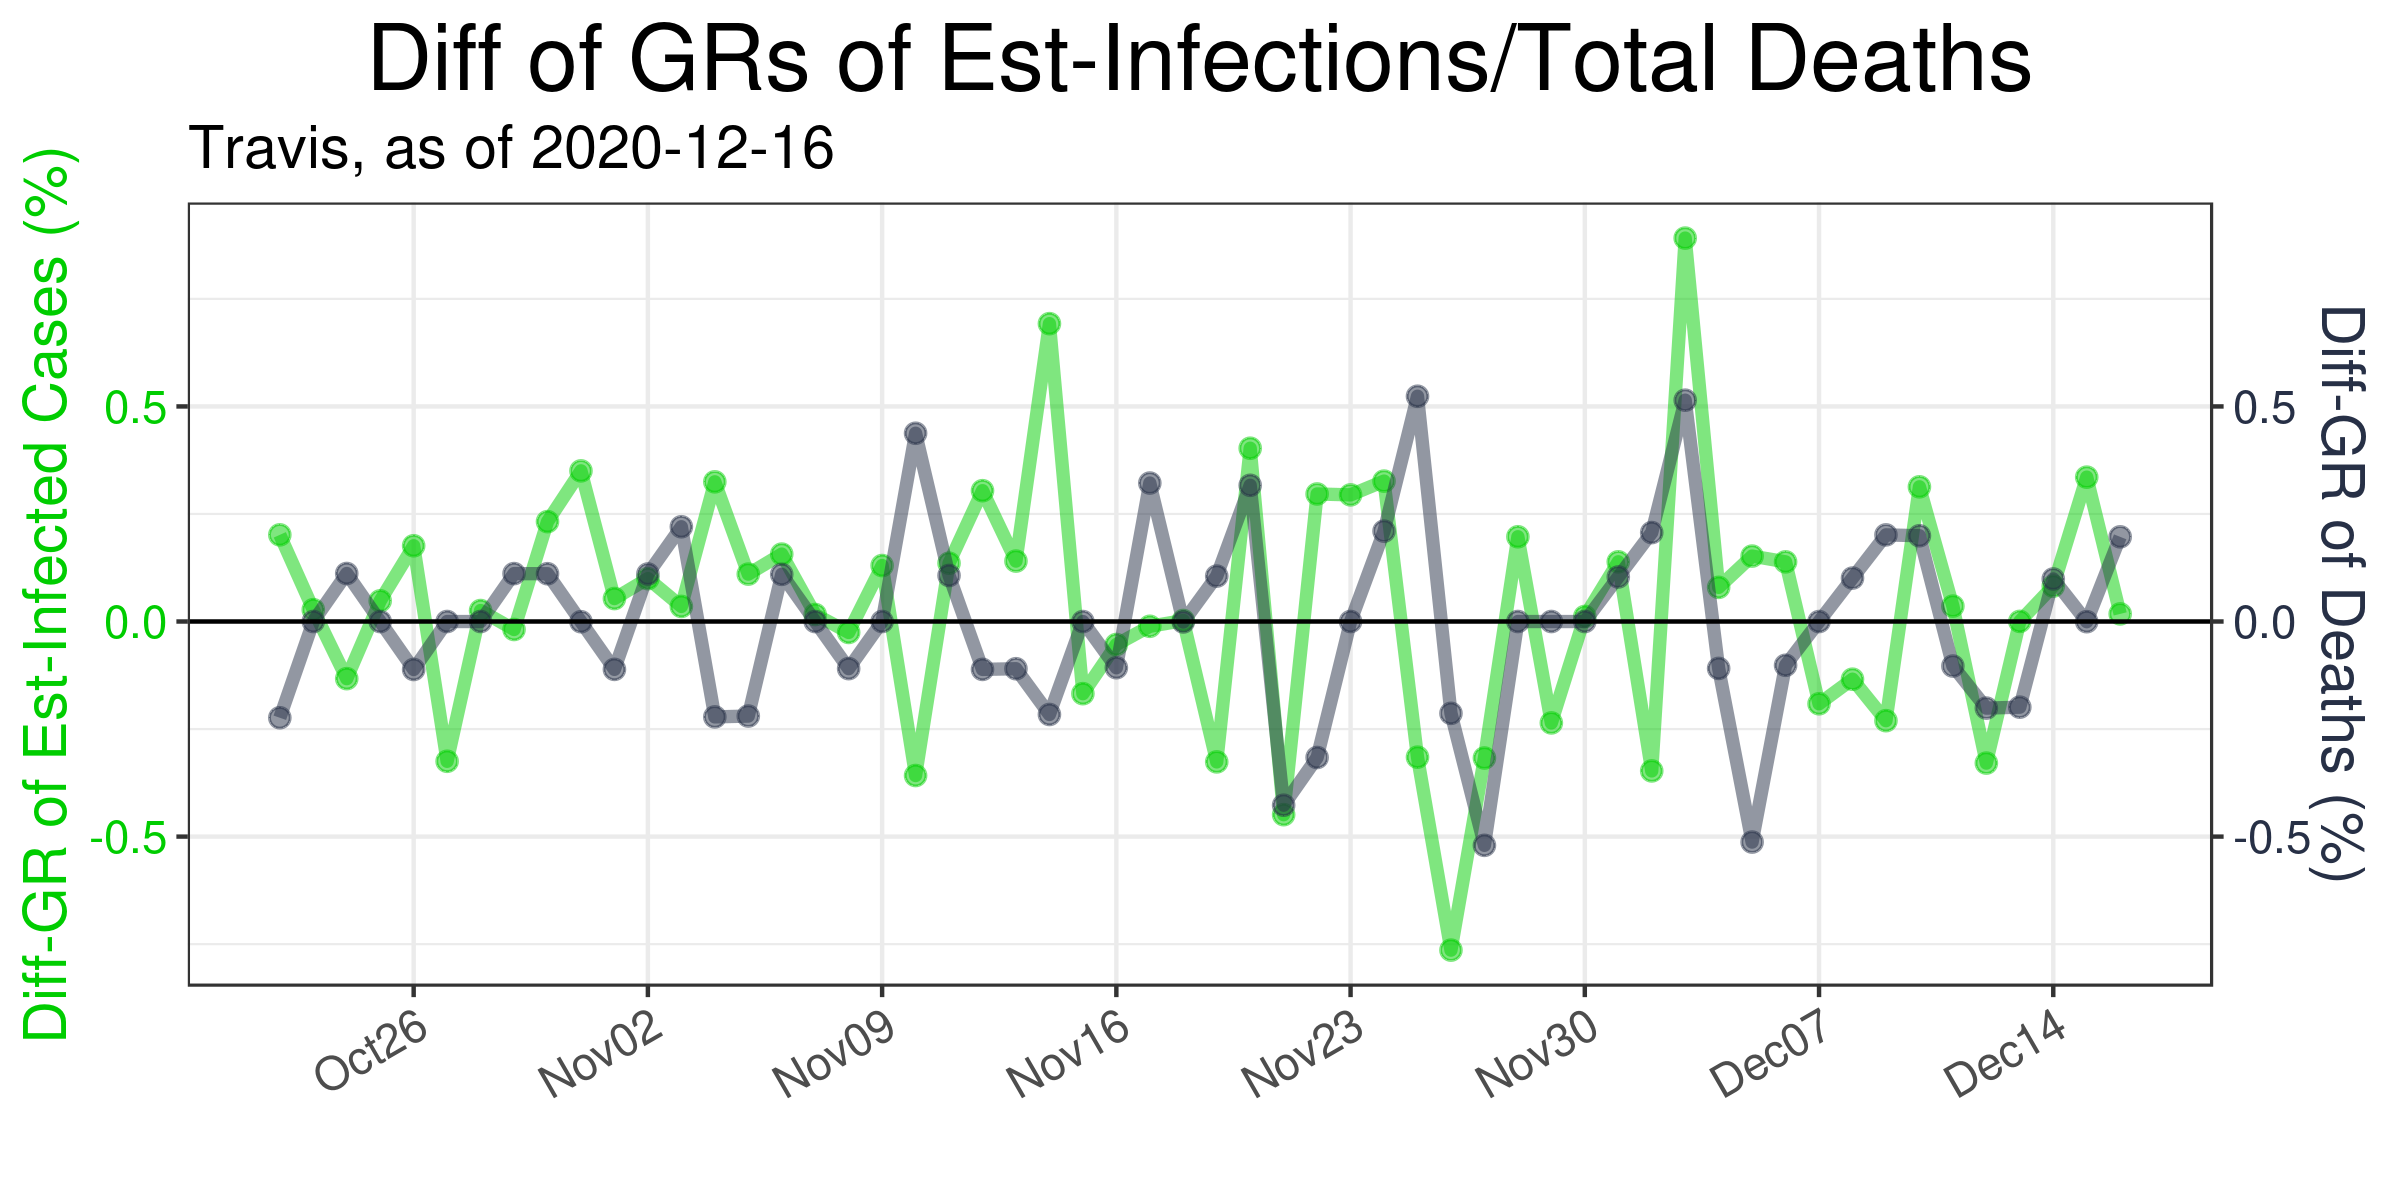 Diff of GRs of Est-Infections/Total Deaths
Travis, as of 2020-12-16
Diff-GR of Est-Infected Cases (%)
0.5
0.0
-0.5
0.5
0.0
-0.5
Diff-GR of Deaths (%)
Oct26
Nov02
Nov09
Nov16
Nov23
Nov30
Dec07
Dec14